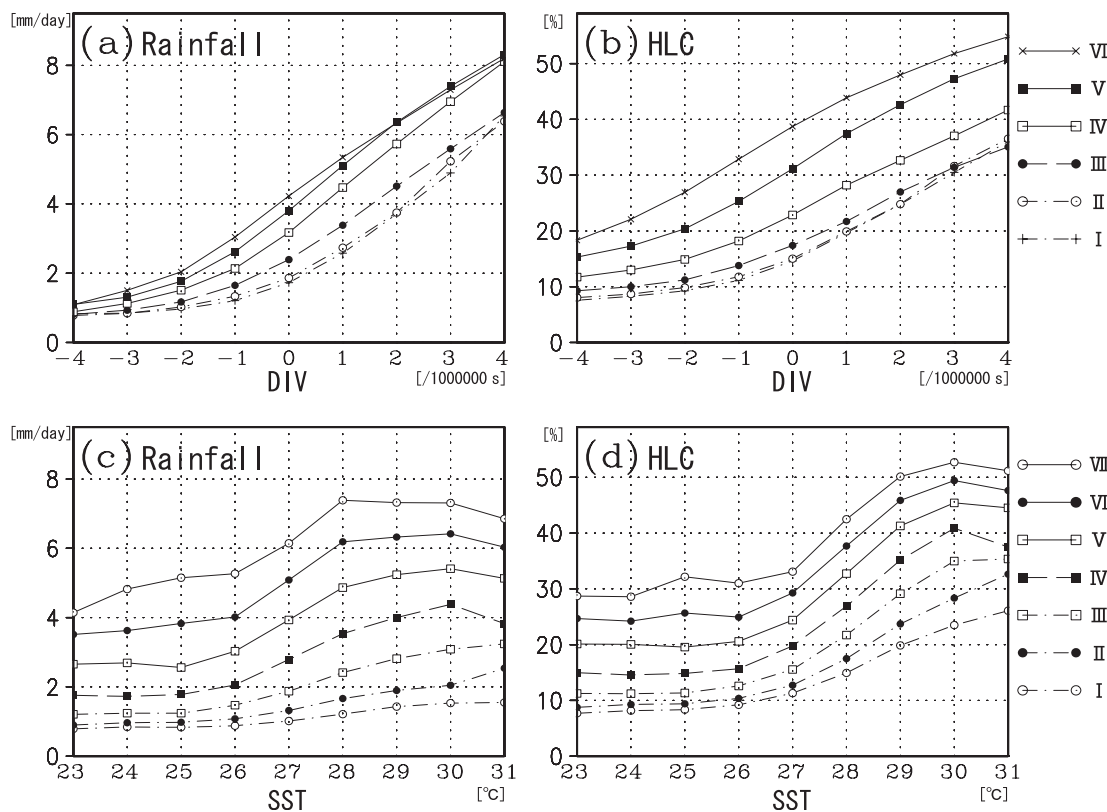 [mm/day]
(a) Rainfall
8
6
4
2
0
-4 -3 -2 -1 0 1 2 3 4
DIV
[/1000000 s]
[%]
(b) HLC
50
40
30
20
10
0
-4 -3 -2 -1 0 1 2 3 4
DIV
[/1000000 s]
Ⅵ
Ⅴ
Ⅳ
Ⅲ
Ⅱ
Ⅰ
[mm/day]
(c) Rainfall
8
6
4
2
0
23 24 25 26 27 28 29 30 31
SST
[℃]
[%]
(d) HLC
50
40
30
20
10
0
23 24 25 26 27 28 29 30 31
SST
[℃]
Ⅶ
Ⅵ
Ⅴ
Ⅳ
Ⅲ
Ⅱ
Ⅰ